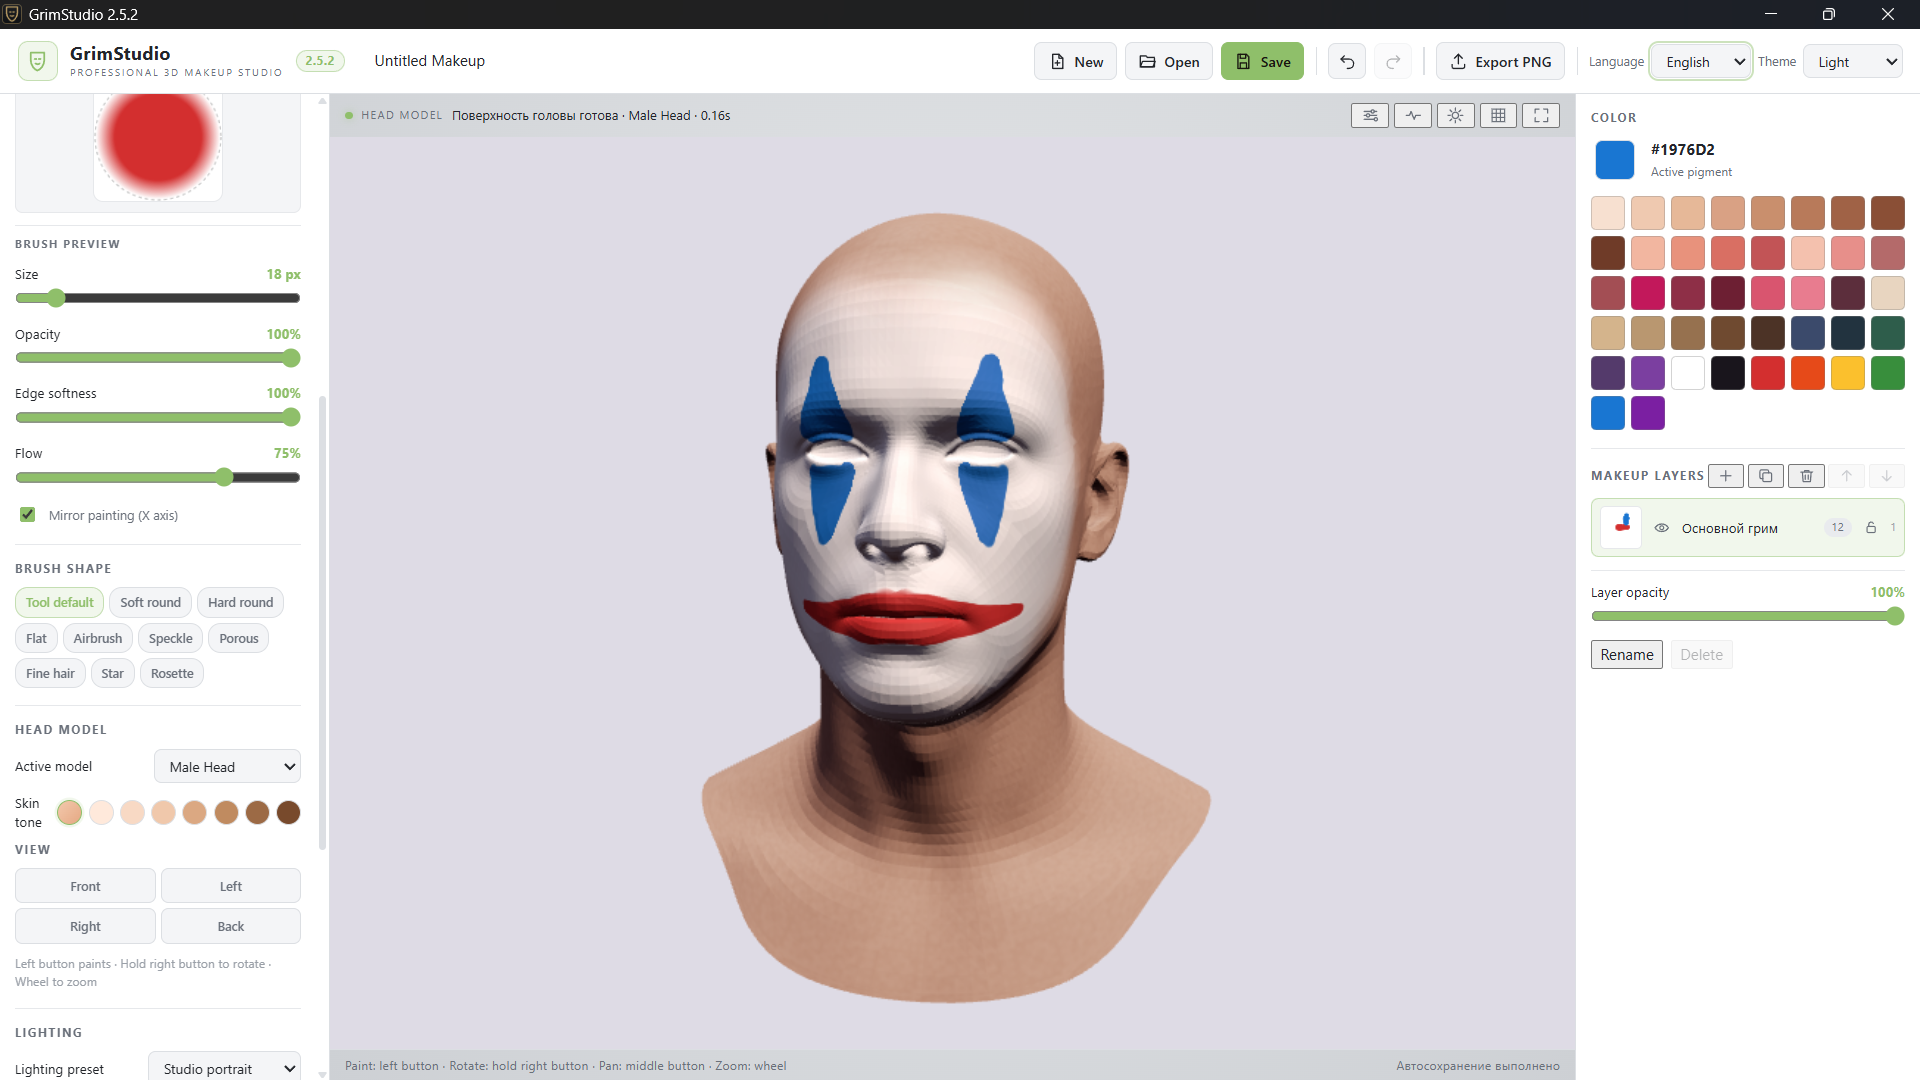 GrimStudio 2.5.2
GrimStudio
PROFESSIONAL 3D MAKEUP STUDIO
2.5.2
Untitled Makeup
New
Open
Save
Export PNG
Language
English
Theme
Light
BRUSH PREVIEW
Size
18 px
Opacity
100%
Edge softness
100%
Flow
75%
Mirror painting (X axis)
BRUSH SHAPE
Tool default
Soft round
Hard round
Flat
Airbrush
Speckle
Porous
Fine hair
Star
Rosette
HEAD MODEL
Active model
Male Head
Skin
tone
VIEW
Front
Left
Right
Back
Left button paints · Hold right button to rotate ·
Wheel to zoom
LIGHTING
Lighting preset
Studio portrait
HEAD MODEL
Поверхность головы готова · Male Head · 0.16s
Paint: left button · Rotate: hold right button · Pan: middle button · Zoom: wheel
Автосохранение выполнено
COLOR
#1976D2
Active pigment
MAKEUP LAYERS
Основной грим
12
1
Layer opacity
100%
Rename
Delete